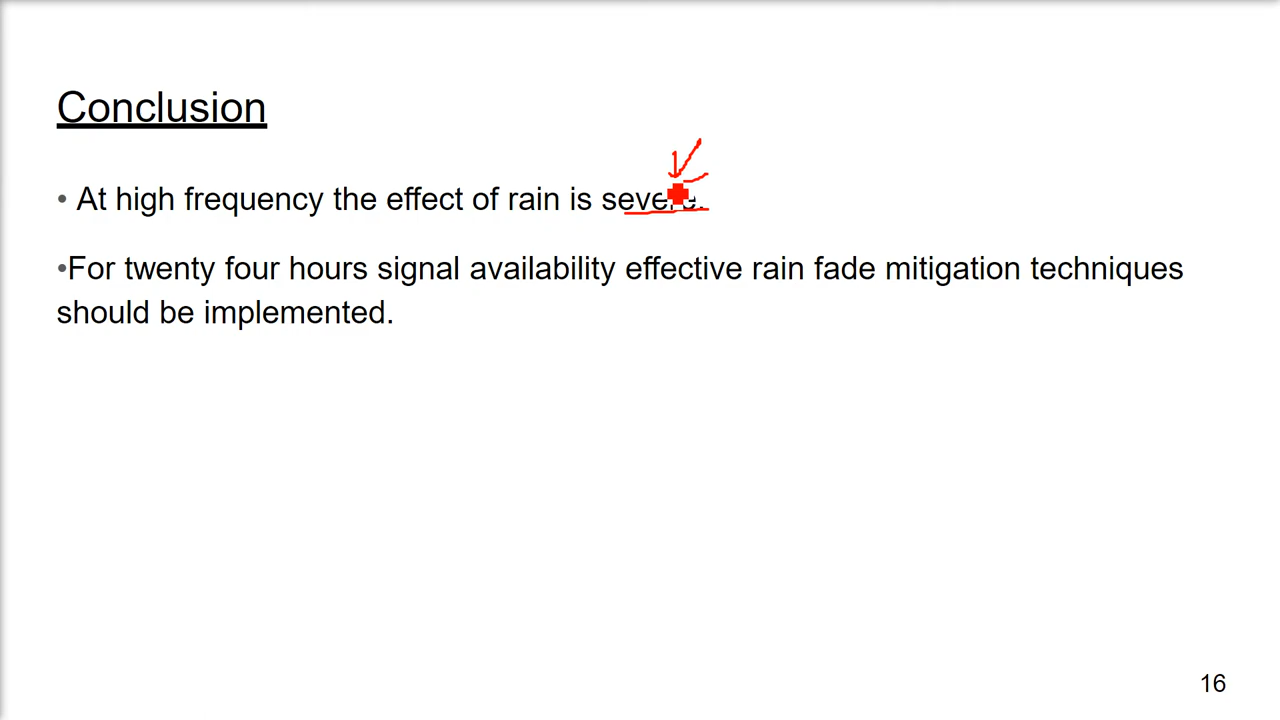 Conclusion
• At high frequency the effect of rain is severe.
•For twenty four hours signal availability effective rain fade mitigation techniques
should be implemented.
16